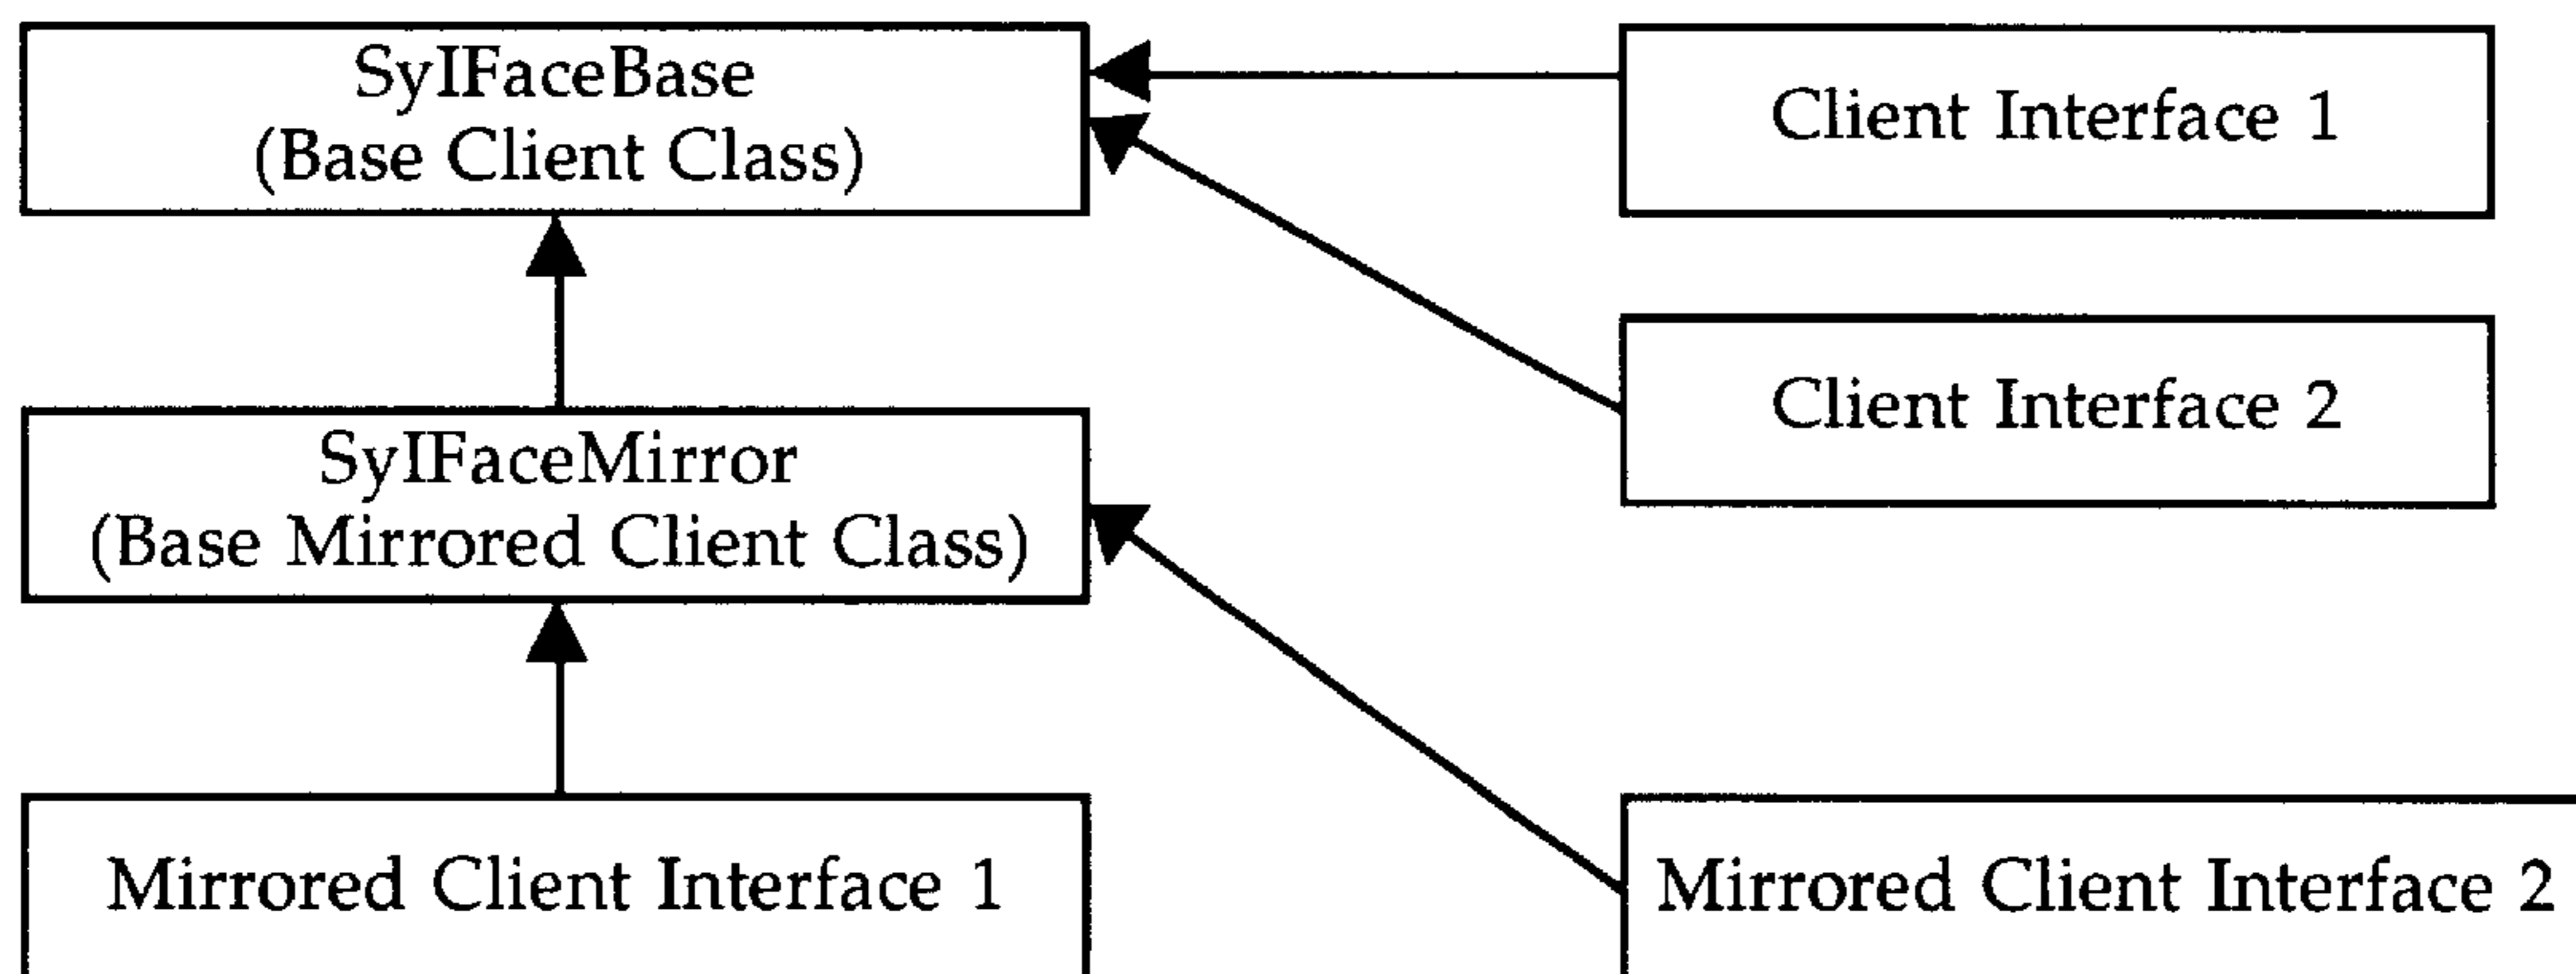 SyIFaceBase
(Base Client Class)
Client Interface 1
Client Interface 2
SyIFaceMirror
(Base Mirrored Client Class)
Mirrored Client Interface 1
Mirrored Client Interface 2